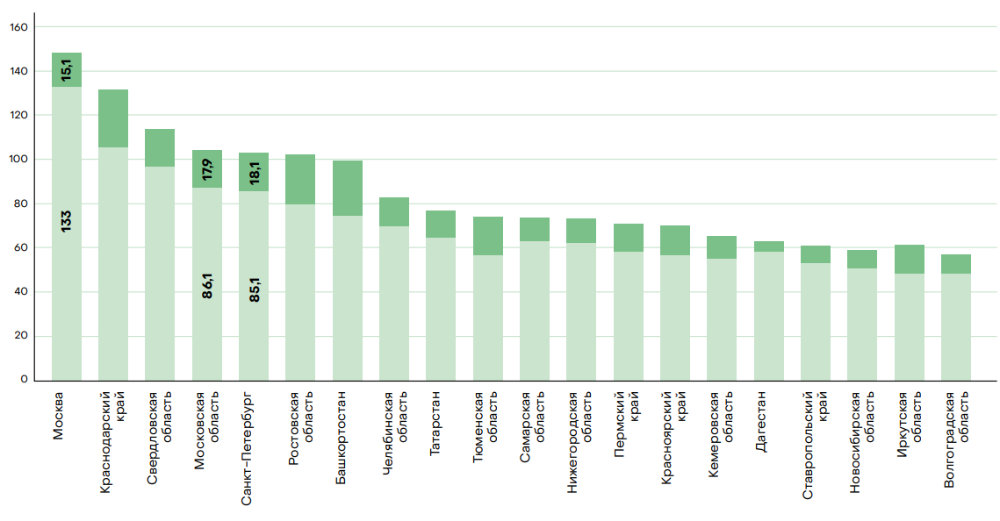 160
140
120
100
80
60
40
20
0
15,1
133
17,9
86,1
18,1
85,1
Москва
Краснодарский
край
Свердловская
область
Московская
область
Санкт-Петербург
Ростовская
область
Башкортостан
Челябинская
область
Татарстан
Тюменская
область
Самарская
область
Нижегородская
область
Пермский
край
Красноярский
край
Кемеровская
область
Дагестан
Ставропольский
край
Новосибирская
область
Иркутская
область
Волгоградская
область